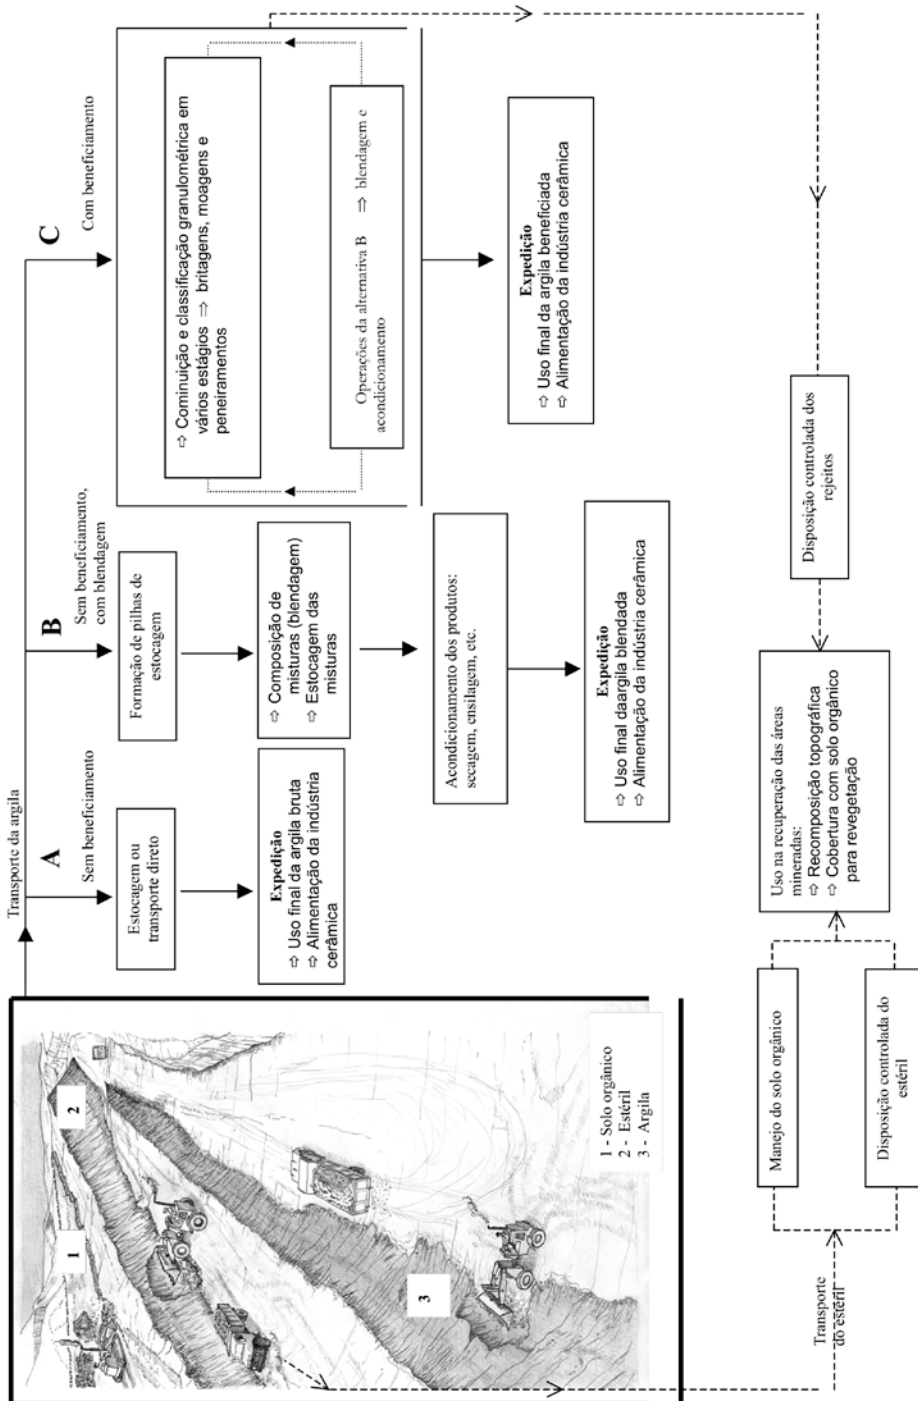 Transporte da argila
A
Sem beneficiamento
Estocagem ou
transporte direto
Expedição
⇨ Uso final da argila bruta
⇨ Alimentação da indústria
cerâmica
B
Sem beneficiamento,
com blendagem
Formação de pilhas de
estocagem
⇨ Composição de
misturas (blendagem)
⇨ Estocagem das
misturas
Acondicionamento dos produtos:
secagem, ensilagem, etc.
Expedição
⇨ Uso final daargila blendada
⇨ Alimentação da indústria cerâmica
C
Com beneficiamento
⇨ Cominuição e classificação granulométrica em
vários estágios ⇒ britagens, moagens e
peneiramentos
Operações da alternativa B ⇒ blendagem e
acondicionamento
Expedição
⇨ Uso final da argila beneficiada
⇨ Alimentação da indústria cerâmica
1
2
3
1 - Solo orgânico
2 - Estéril
3 - Argila
Transporte
do estéril
Manejo do solo orgânico
Disposição controlada do
estéril
Uso na recuperação das áreas
mineradas:
⇨ Recomposição topográfica
⇨ Cobertura com solo orgânico
para revegetação
Disposição controlada dos
rejeitos